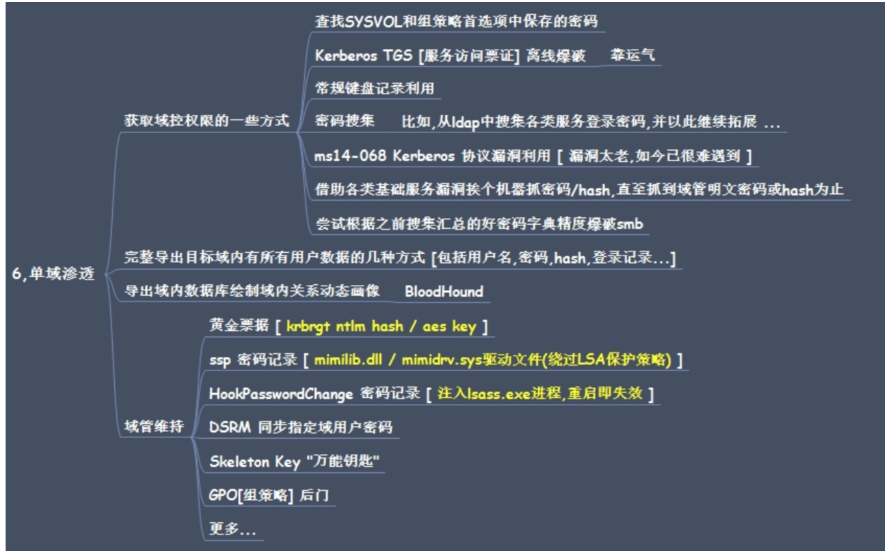 查找SYSVOL和组策略首选项中保存的密码
Kerberos TGS [服务访问票证] 离线爆破 靠运气
常规键盘记录利用
获取域控权限的一些方式
密码搜集 比如,从ldap中搜集各类服务登录密码,并以此继续拓展 ...
ms14-068 Kerberos 协议漏洞利用 [ 漏洞太老,如今已很难遇到 ]
借助各类基础服务漏洞挨个机器抓密码/hash,直至抓到域管明文密码或hash为止
尝试根据之前搜集汇总的好密码字典精度爆破smb
6,单域渗透
完整导出目标域内有所有用户数据的几种方式 [包括用户名,密码,hash,登录记录...]
导出域内数据库绘制域内关系动态画像 BloodHound
黄金票据 [ krbrgt ntlm hash / aes key ]
ssp 密码记录 [ mimilib.dll / mimidrv.sys驱动文件(绕过LSA保护策略) ]
HookPasswordChange 密码记录 [ 注入lsass.exe进程,重启即失效 ]
域管维持
DSRM 同步指定域用户密码
Skeleton Key "万能钥匙"
GPO[组策略] 后门
更多...